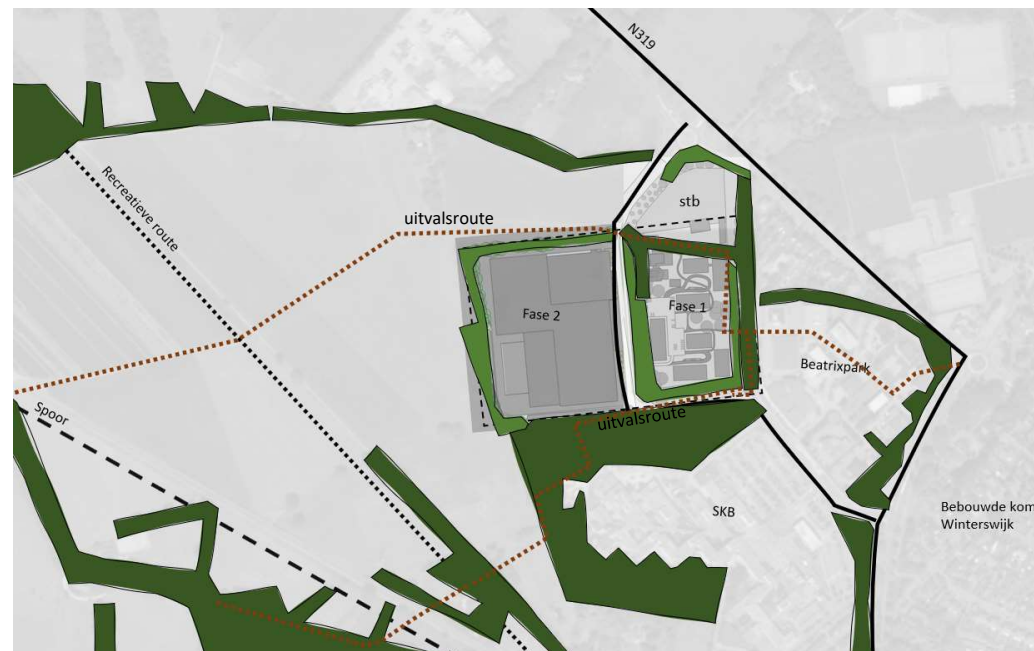 N319
Recreatieve route
uitvalsroute
stb
Fase 2
Fase 1
Beatrixpark
Spoor
uitvalsroute
SKB
Bebouwde kom
Winterswijk